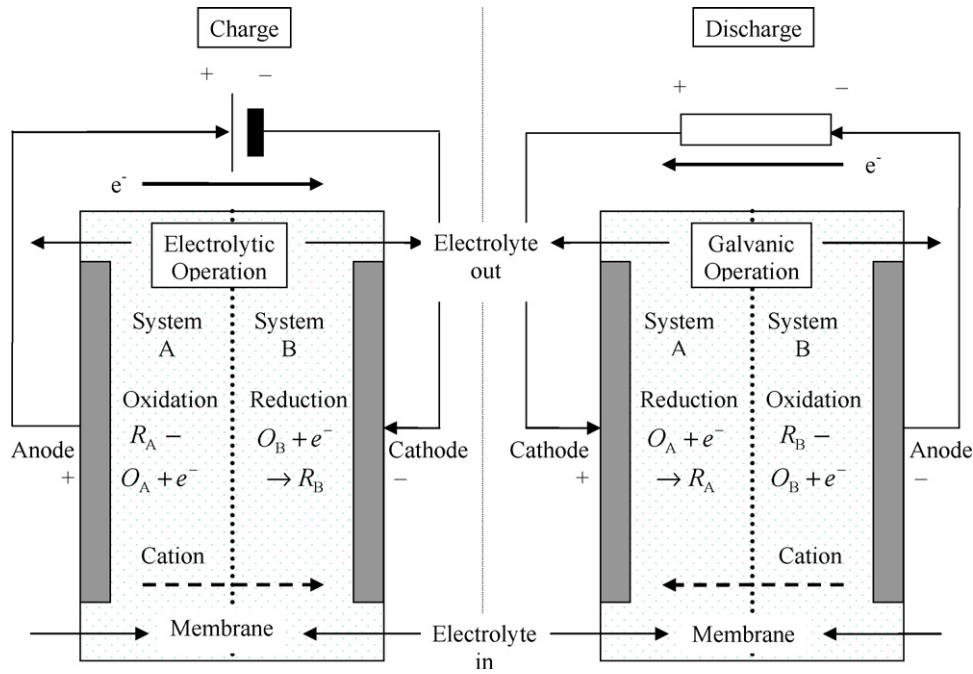 Charge
+ −
e⁻
Electrolytic
Operation
System
A
System
B
Oxidation
R_A −
O_A + e⁻
Reduction
O_B + e⁻
→ R_B
Anode
+
Cathode
−
Cation
Membrane
Electrolyte
out
Electrolyte
in
Discharge
+ −
e⁻
Galvanic
Operation
System
A
System
B
Reduction
O_A + e⁻
→ R_A
Oxidation
R_B −
O_B + e⁻
Cathode
+
Anode
−
Cation
Membrane